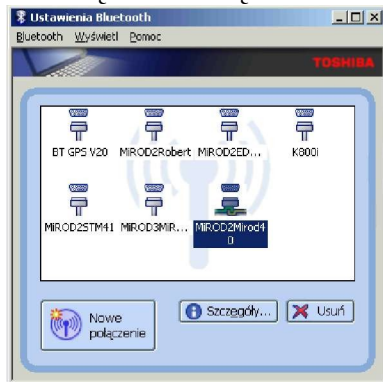 Ustawienia Bluetooth
Bluetooth Wyświetl Pomoc
TOSHIBA
BT GPS V20 MiROD2Robert MiROD2ED... K800i
MiROD2STM41 MiROD3MiR... MiROD2Mirod4
0
Nowe
połączenie
Szczegóły...
Usuń